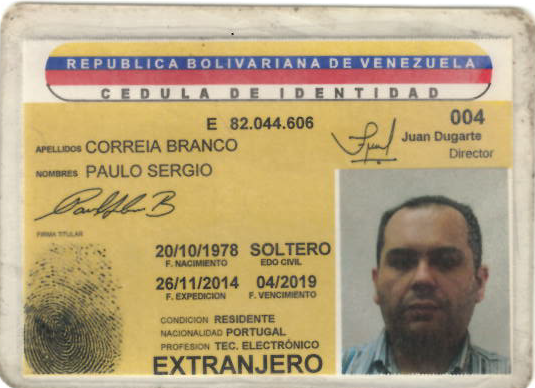 REPUBLICA BOLIVARIANA DE VENEZUELA
CEDULA DE IDENTIDAD
E 82.044.606
004
Juan Dugarte
Director
APELLIDOS CORREIA BRANCO
NOMBRES PAULO SERGIO
FIRMA TITULAR
20/10/1978 SOLTERO
F. NACIMIENTO EDO CIVIL
26/11/2014 04/2019
F. EXPEDICION F. VENCIMIENTO
CONDICION RESIDENTE
NACIONALIDAD PORTUGAL
PROFESION TEC. ELECTRÓNICO
EXTRANJERO